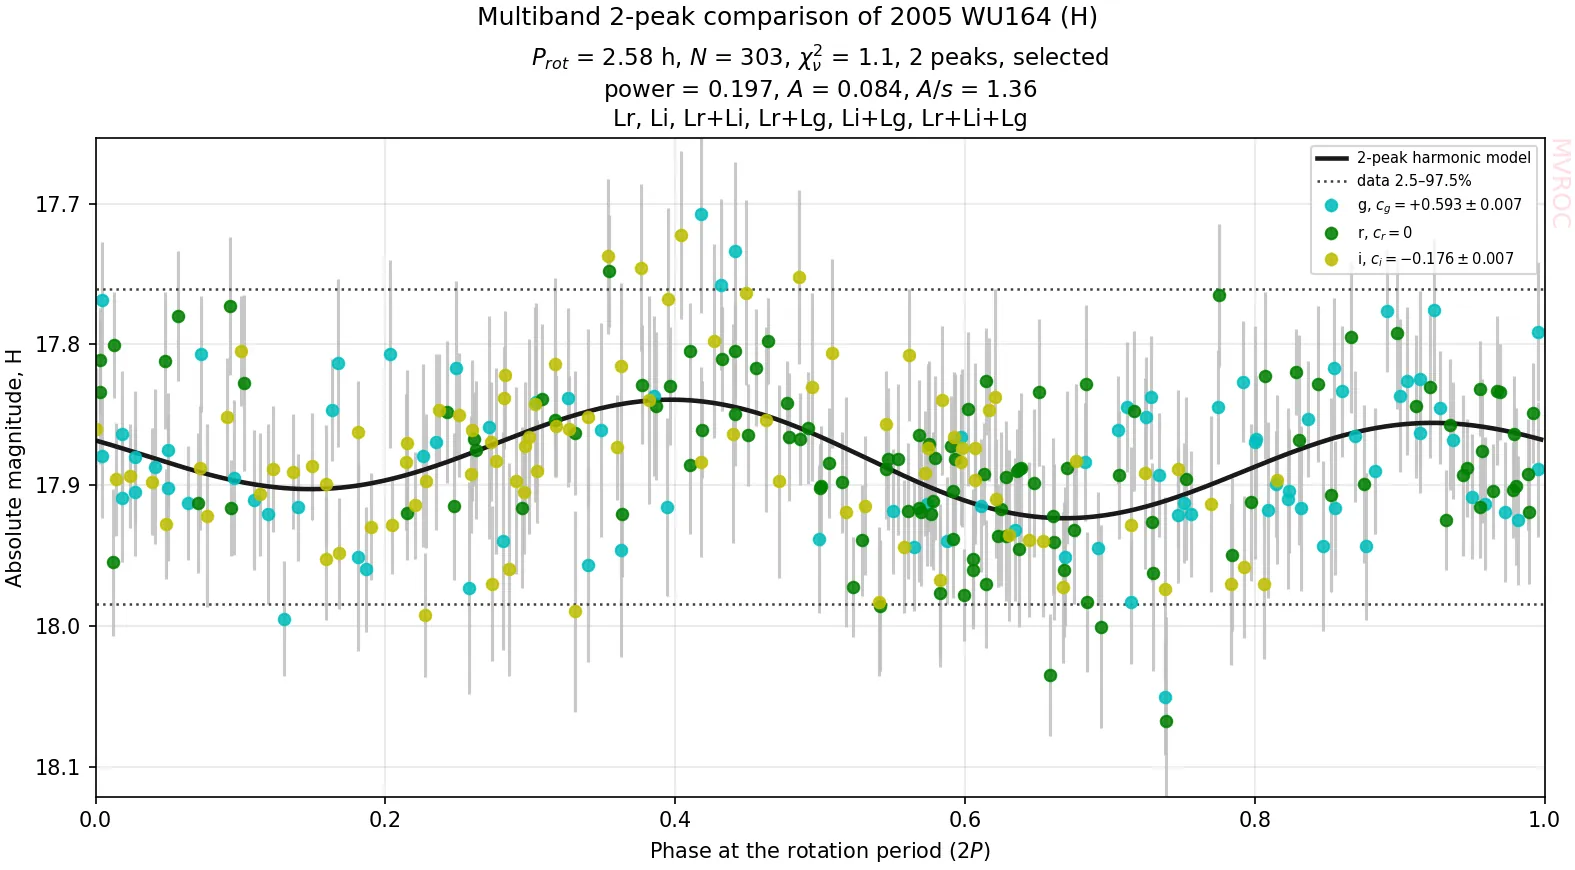 Multiband 2-peak comparison of 2005 WU164 (H)
P_rot = 2.58 h, N = 303, χ²_ν = 1.1, 2 peaks, selected
power = 0.197, A = 0.084, A/s = 1.36
Lr, Li, Lr+Li, Lr+Lg, Li+Lg, Lr+Li+Lg
2-peak harmonic model
data 2.5–97.5%
g, c_g = +0.593 ± 0.007
r, c_r = 0
i, c_i = −0.176 ± 0.007
MVROC
Absolute magnitude, H
17.7
17.8
17.9
18.0
18.1
0.0 0.2 0.4 0.6 0.8 1.0
Phase at the rotation period (2P)